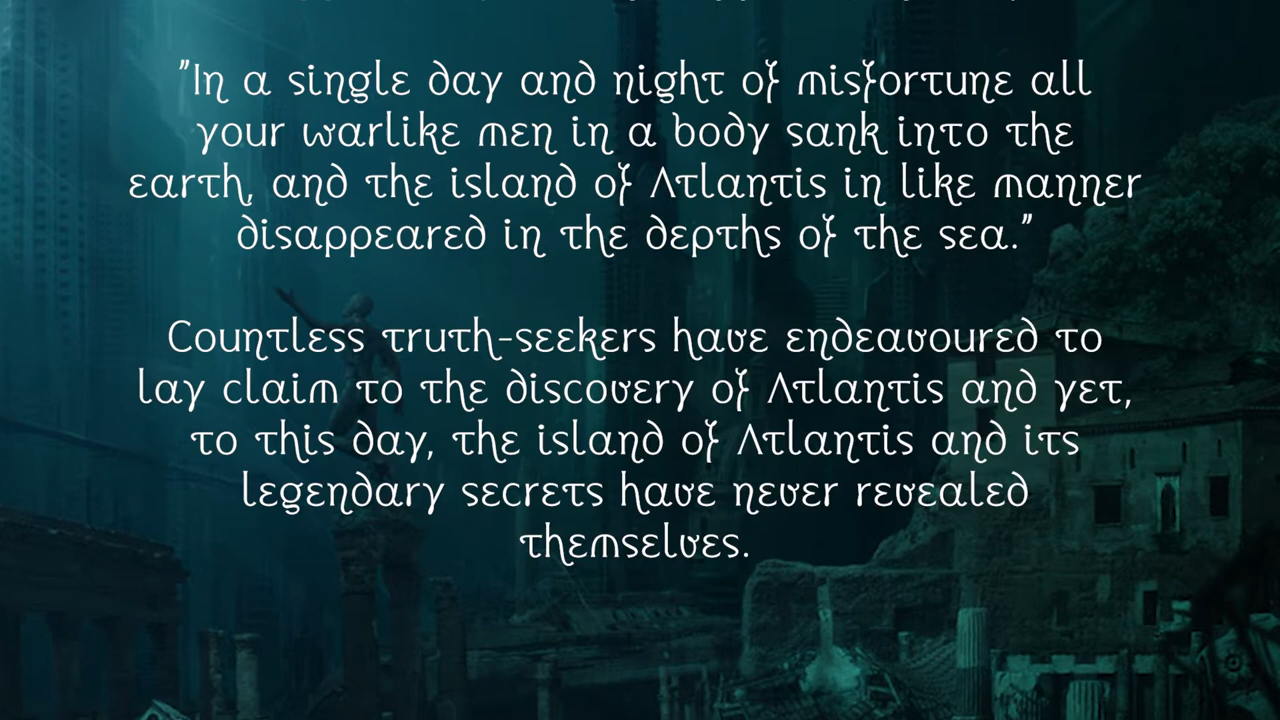 "In a single day and night of misfortune all
your warlike men in a body sank into the
earth, and the island of Atlantis in like manner
disappeared in the depths of the sea."
Countless truth-seekers have endeavoured to
lay claim to the discovery of Atlantis and yet,
to this day, the island of Atlantis and its
legendary secrets have never revealed
themselves.